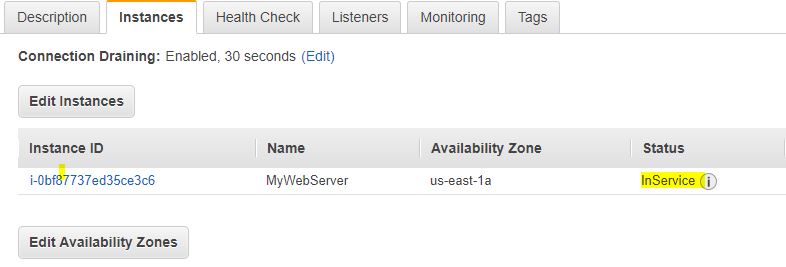 Description Instances Health Check Listeners Monitoring Tags
Connection Draining: Enabled, 30 seconds (Edit)
Edit Instances
Instance ID Name Availability Zone Status
i-0bf87737ed35ce3c6 MyWebServer us-east-1a InService i
Edit Availability Zones